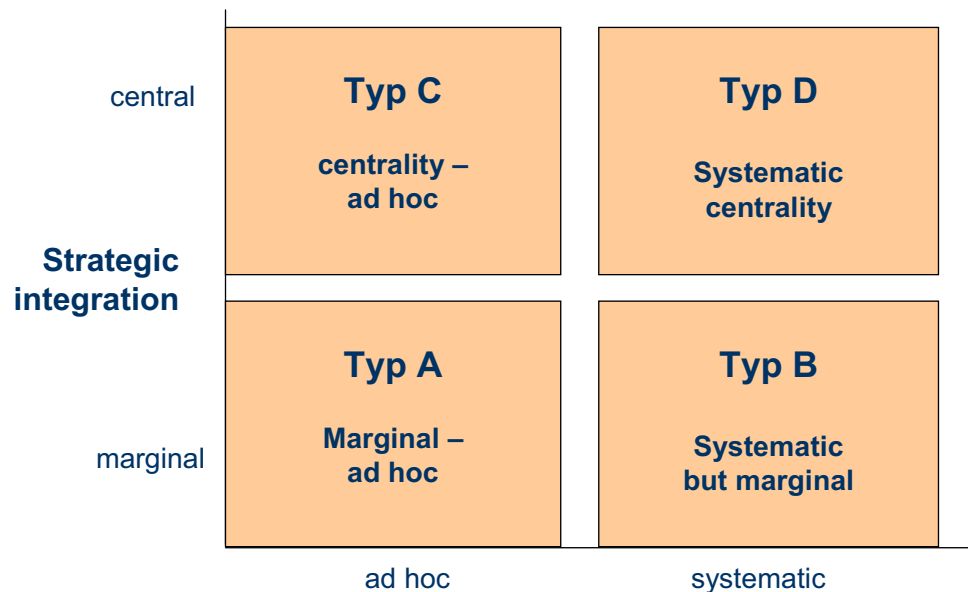 central
Typ C
centrality –
ad hoc
Typ D
Systematic
centrality
Strategic
integration
marginal
Typ A
Marginal –
ad hoc
Typ B
Systematic
but marginal
ad hoc
systematic